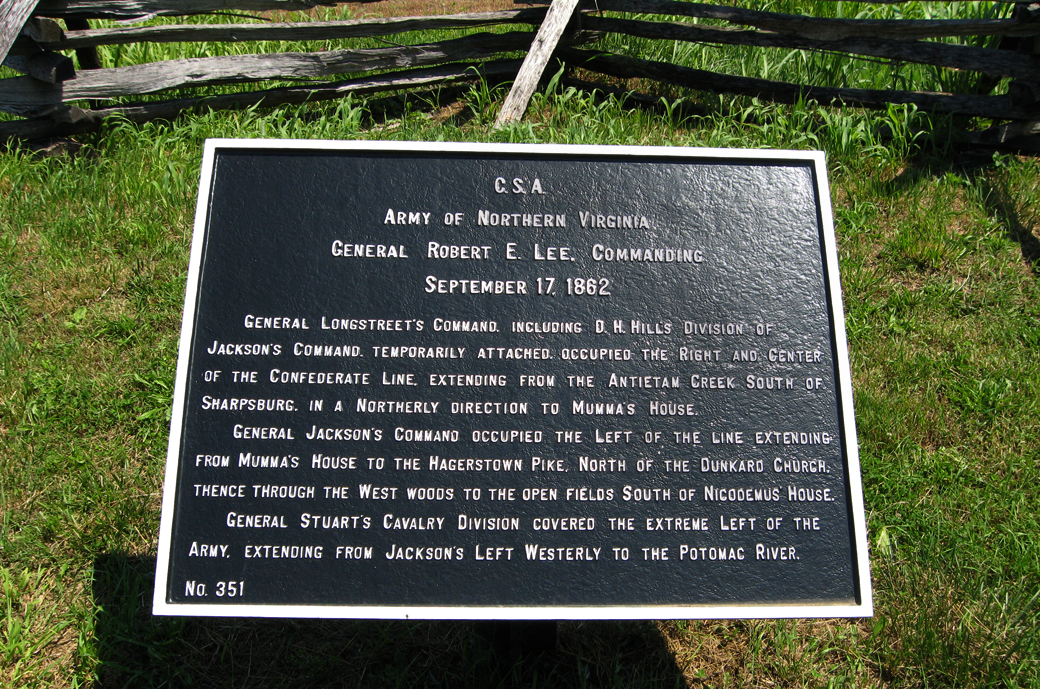 C.S.A.
Army of Northern Virginia
General Robert E. Lee, Commanding
September 17, 1862
General Longstreet's Command, including D.H. Hill's Division of
Jackson's Command, temporarily attached, occupied the Right and Center
of the Confederate Line, extending from the Antietam Creek South of
Sharpsburg, in a Northerly direction to Mumma's House.
General Jackson's Command occupied the Left of the line extending
from Mumma's House to the Hagerstown Pike, North of the Dunkard Church,
thence through the West woods to the open fields South of Nicodemus' House.
General Stuart's Cavalry Division covered the extreme Left of the
Army, extending from Jackson's Left Westerly to the Potomac River.
No. 351